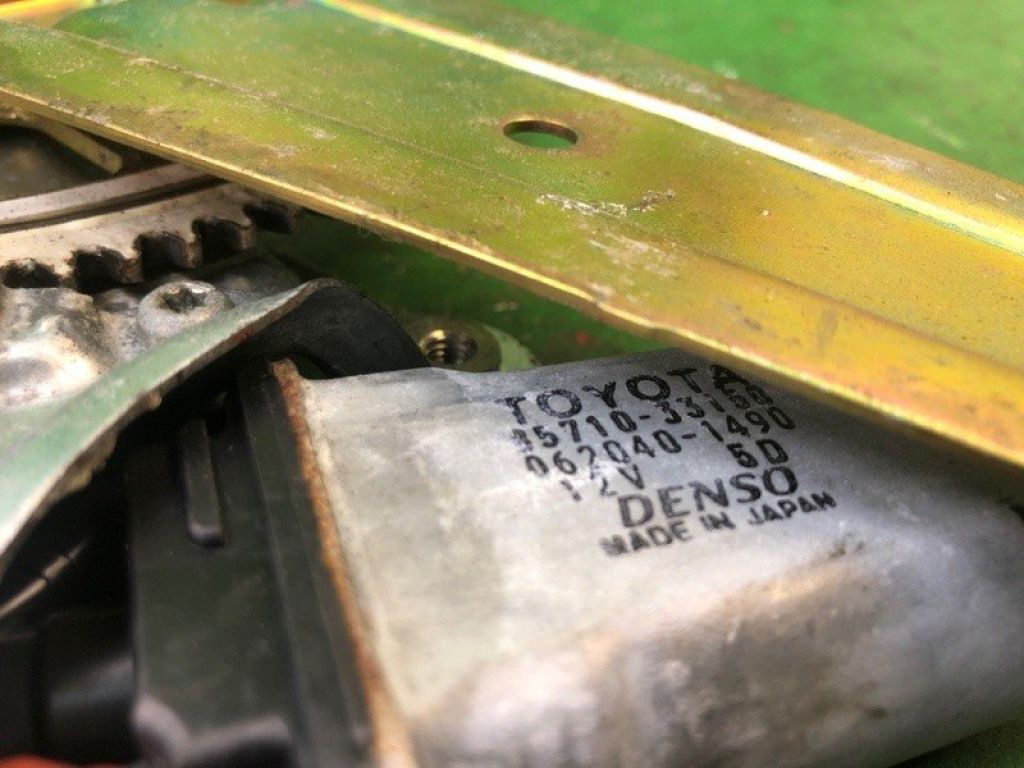 TOYOTA
85710-33150
062040-1490
12V 5D
DENSO
MADE IN JAPAN